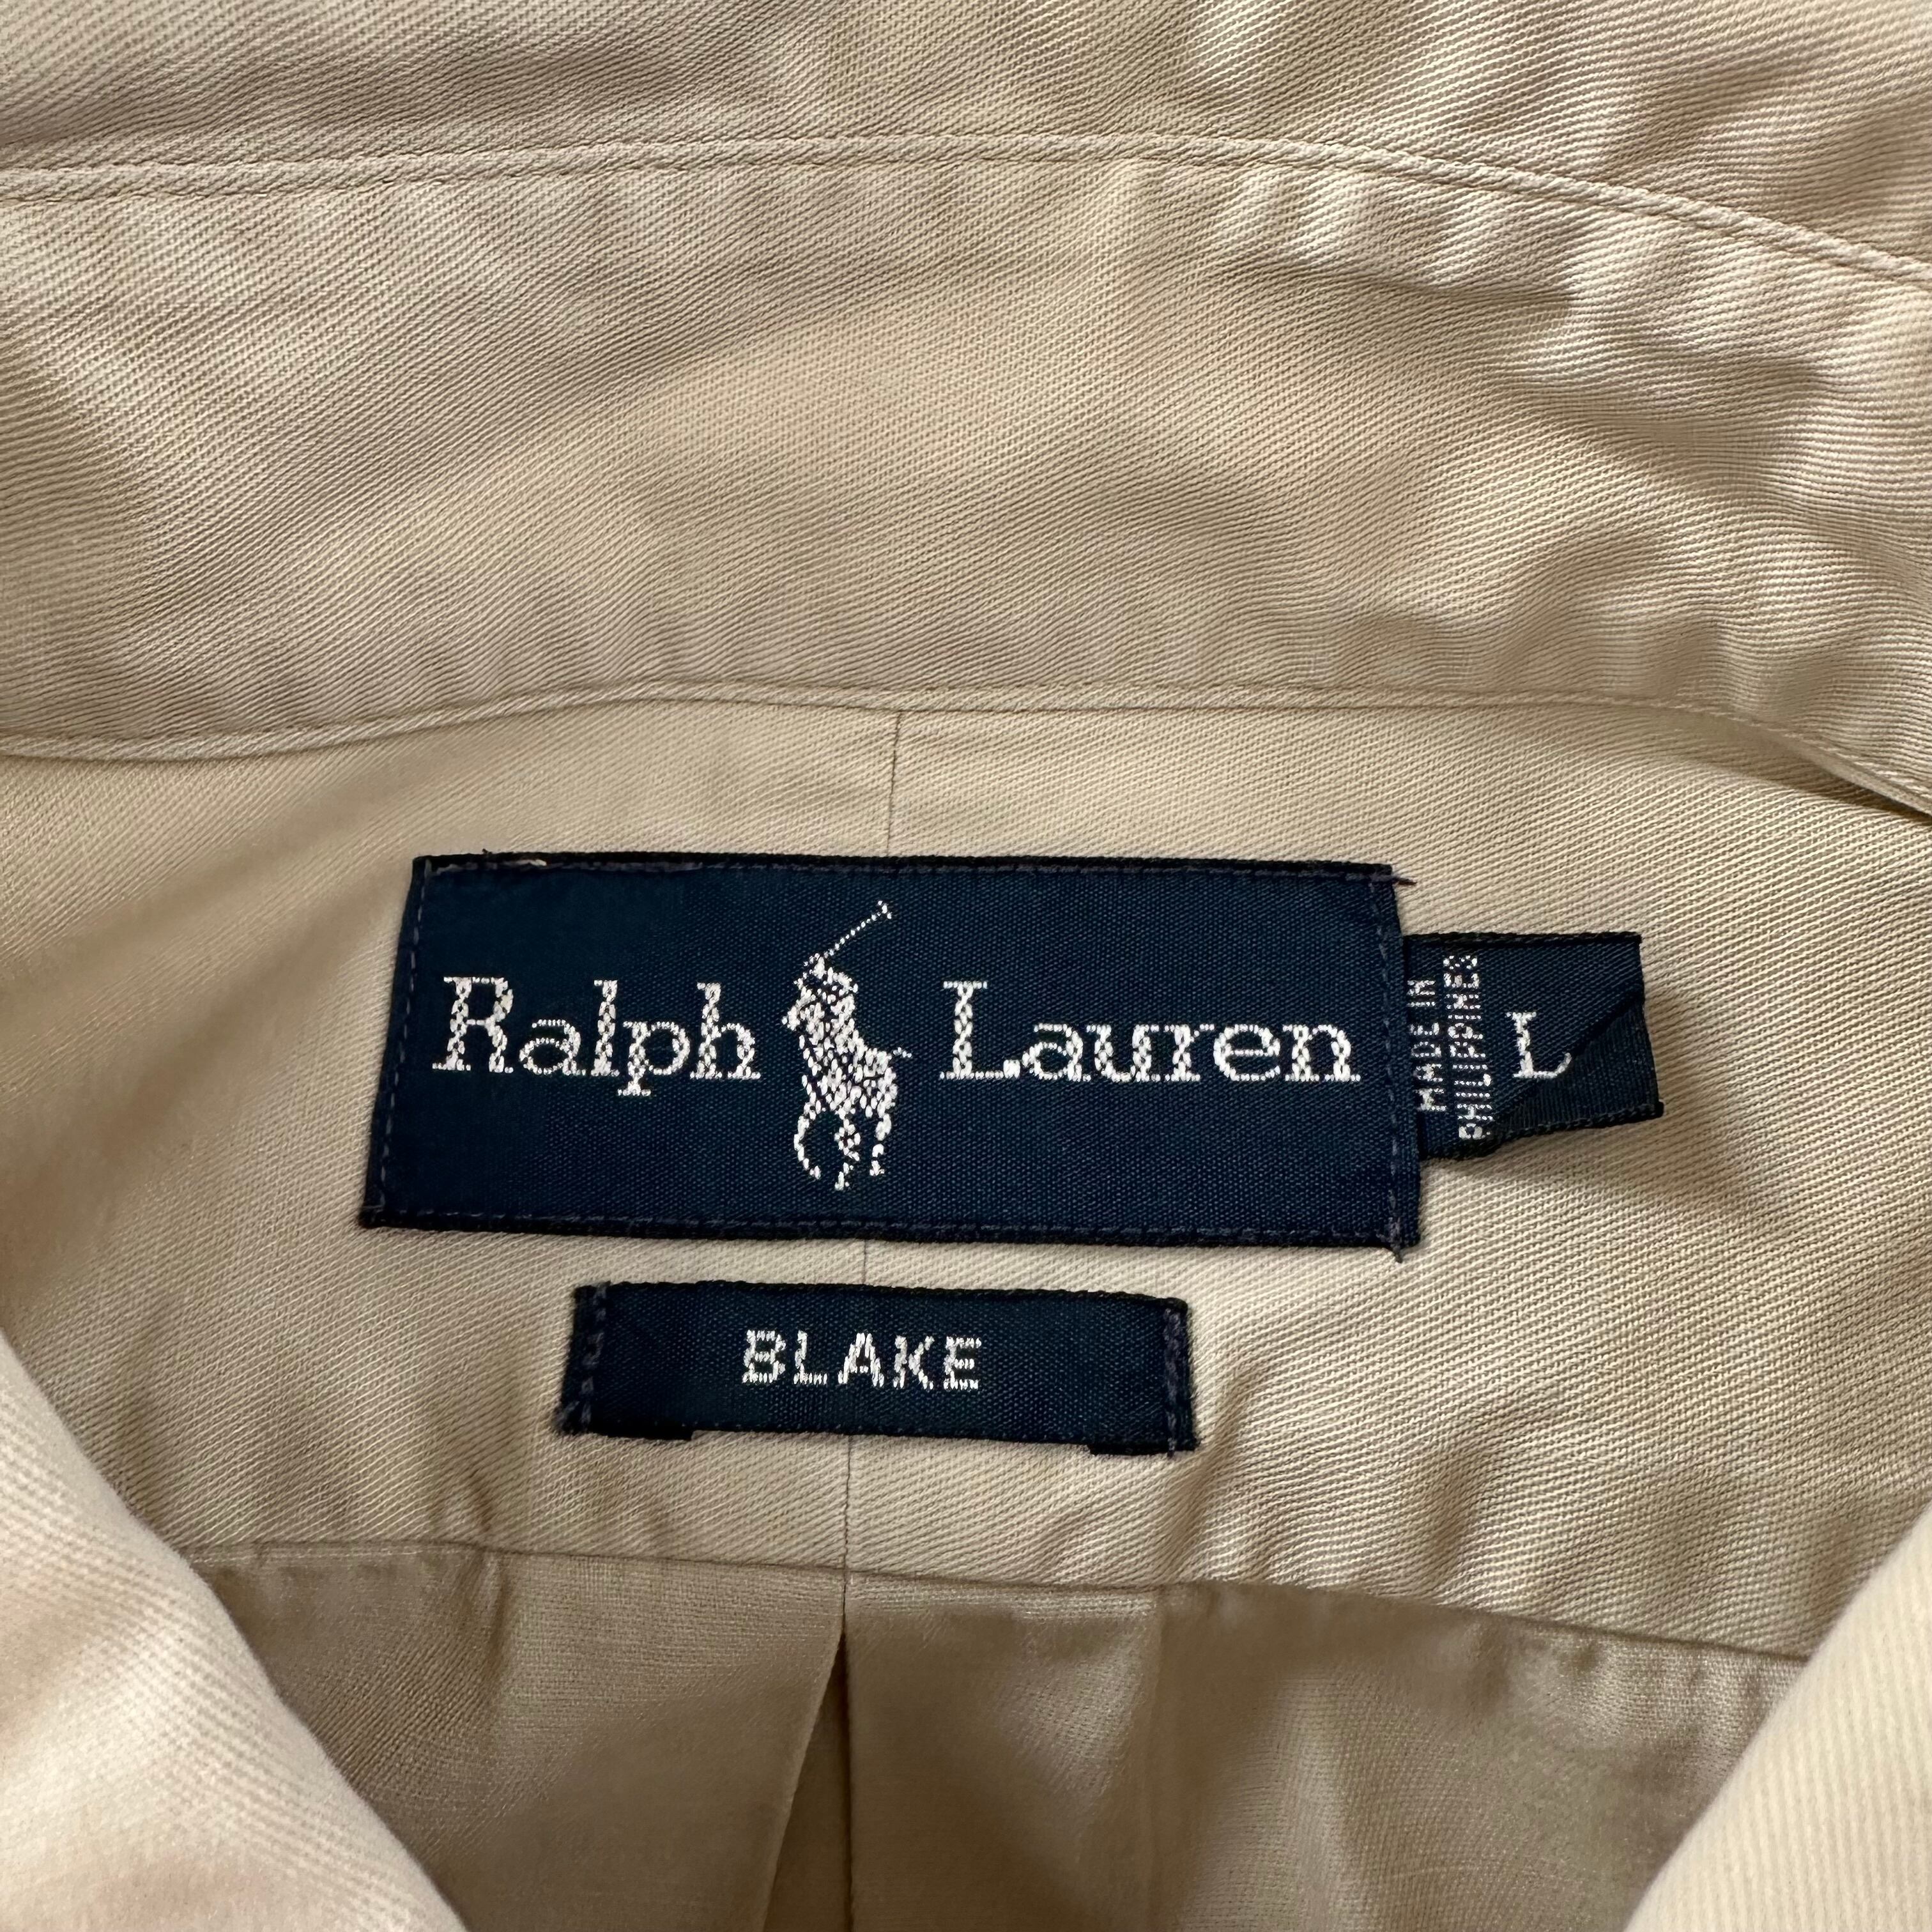 Ralph Lauren
MADE IN
PHILIPPINES
L
BLAKE